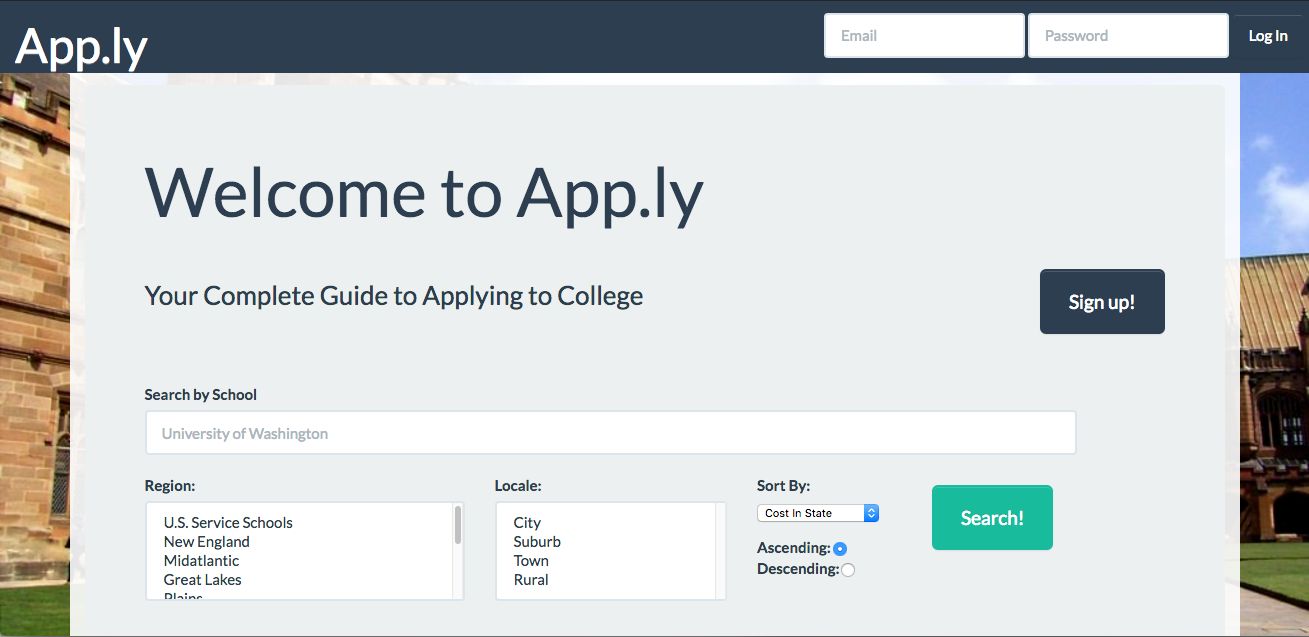 App.ly
Email
Password
Log In
Welcome to App.ly
Your Complete Guide to Applying to College
Sign up!
Search by School
University of Washington
Region:
U.S. Service Schools
New England
Midatlantic
Great Lakes
Plains
Locale:
City
Suburb
Town
Rural
Sort By:
Cost In State
Ascending:
Descending:
Search!